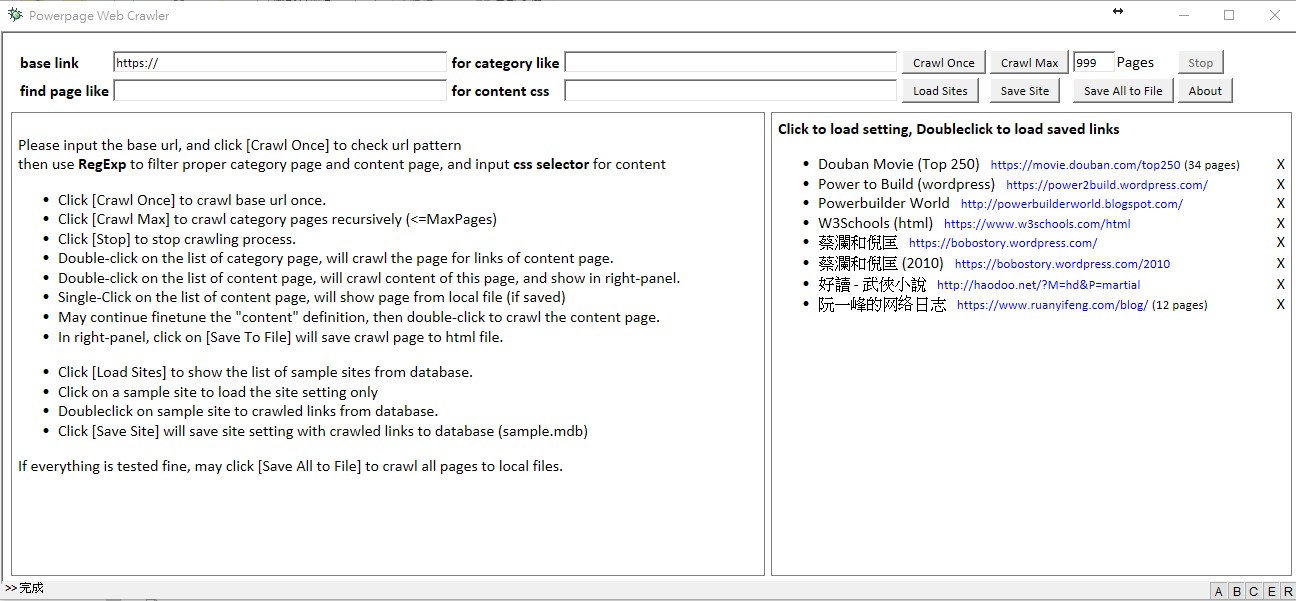 Powerpage Web Crawler
base link https:// for category like Crawl Once Crawl Max 999 Pages Stop
find page like for content css Load Sites Save Site Save All to File About
Please input the base url, and click [Crawl Once] to check url pattern
then use RegExp to filter proper category page and content page, and input css selector for content
• Click [Crawl Once] to crawl base url once.
• Click [Crawl Max] to crawl category pages recursively (<=MaxPages)
• Click [Stop] to stop crawling process.
• Double-click on the list of category page, will crawl the page for links of content page.
• Double-click on the list of content page, will crawl content of this page, and show in right-panel.
• Single-Click on the list of content page, will show page from local file (if saved)
• May continue finetune the "content" definition, then double-click to crawl the content page.
• In right-panel, click on [Save To File] will save crawl page to html file.
• Click [Load Sites] to show the list of sample sites from database.
• Click on a sample site to load the site setting only
• Doubleclick on sample site to crawled links from database.
• Click [Save Site] will save site setting with crawled links to database (sample.mdb)
If everything is tested fine, may click [Save All to File] to crawl all pages to local files.
Click to load setting, Doubleclick to load saved links
• Douban Movie (Top 250) https://movie.douban.com/top250 (34 pages) X
• Power to Build (wordpress) https://power2build.wordpress.com/ X
• Powerbuilder World http://powerbuilderworld.blogspot.com/ X
• W3Schools (html) https://www.w3schools.com/html X
• 蔡瀾和倪匡 https://bobostory.wordpress.com/ X
• 蔡瀾和倪匡 (2010) https://bobostory.wordpress.com/2010 X
• 好讀 - 武俠小說 http://haodoo.net/?M=hd&P=martial X
• 阮一峰的网络日志 https://www.ruanyifeng.com/blog/ (12 pages) X
>> 完成 A B C E R